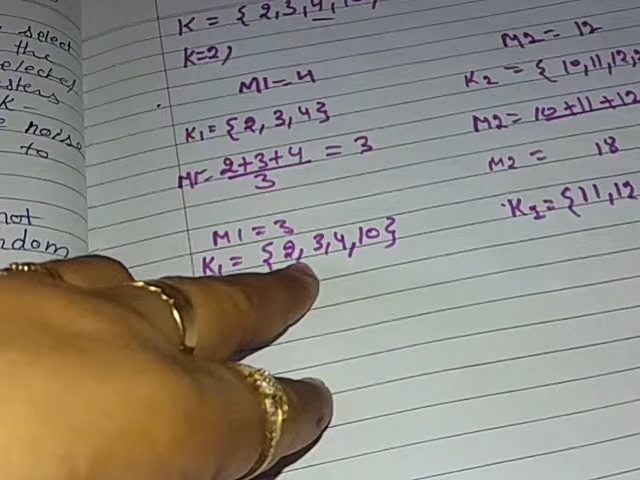 select
the
K = { 2, 3, 4, 10,
K=2,
M1=4
K1= {2, 3, 4}
M1= 2+3+4 / 3 = 3
M1 = 3
K1 = {2, 3, 4, 10}
M2= 12
K2 = { 10, 11, 12,
M2= 10+11+12
M2 = 18
K2={11, 12
K-
noise
to
not
ndom